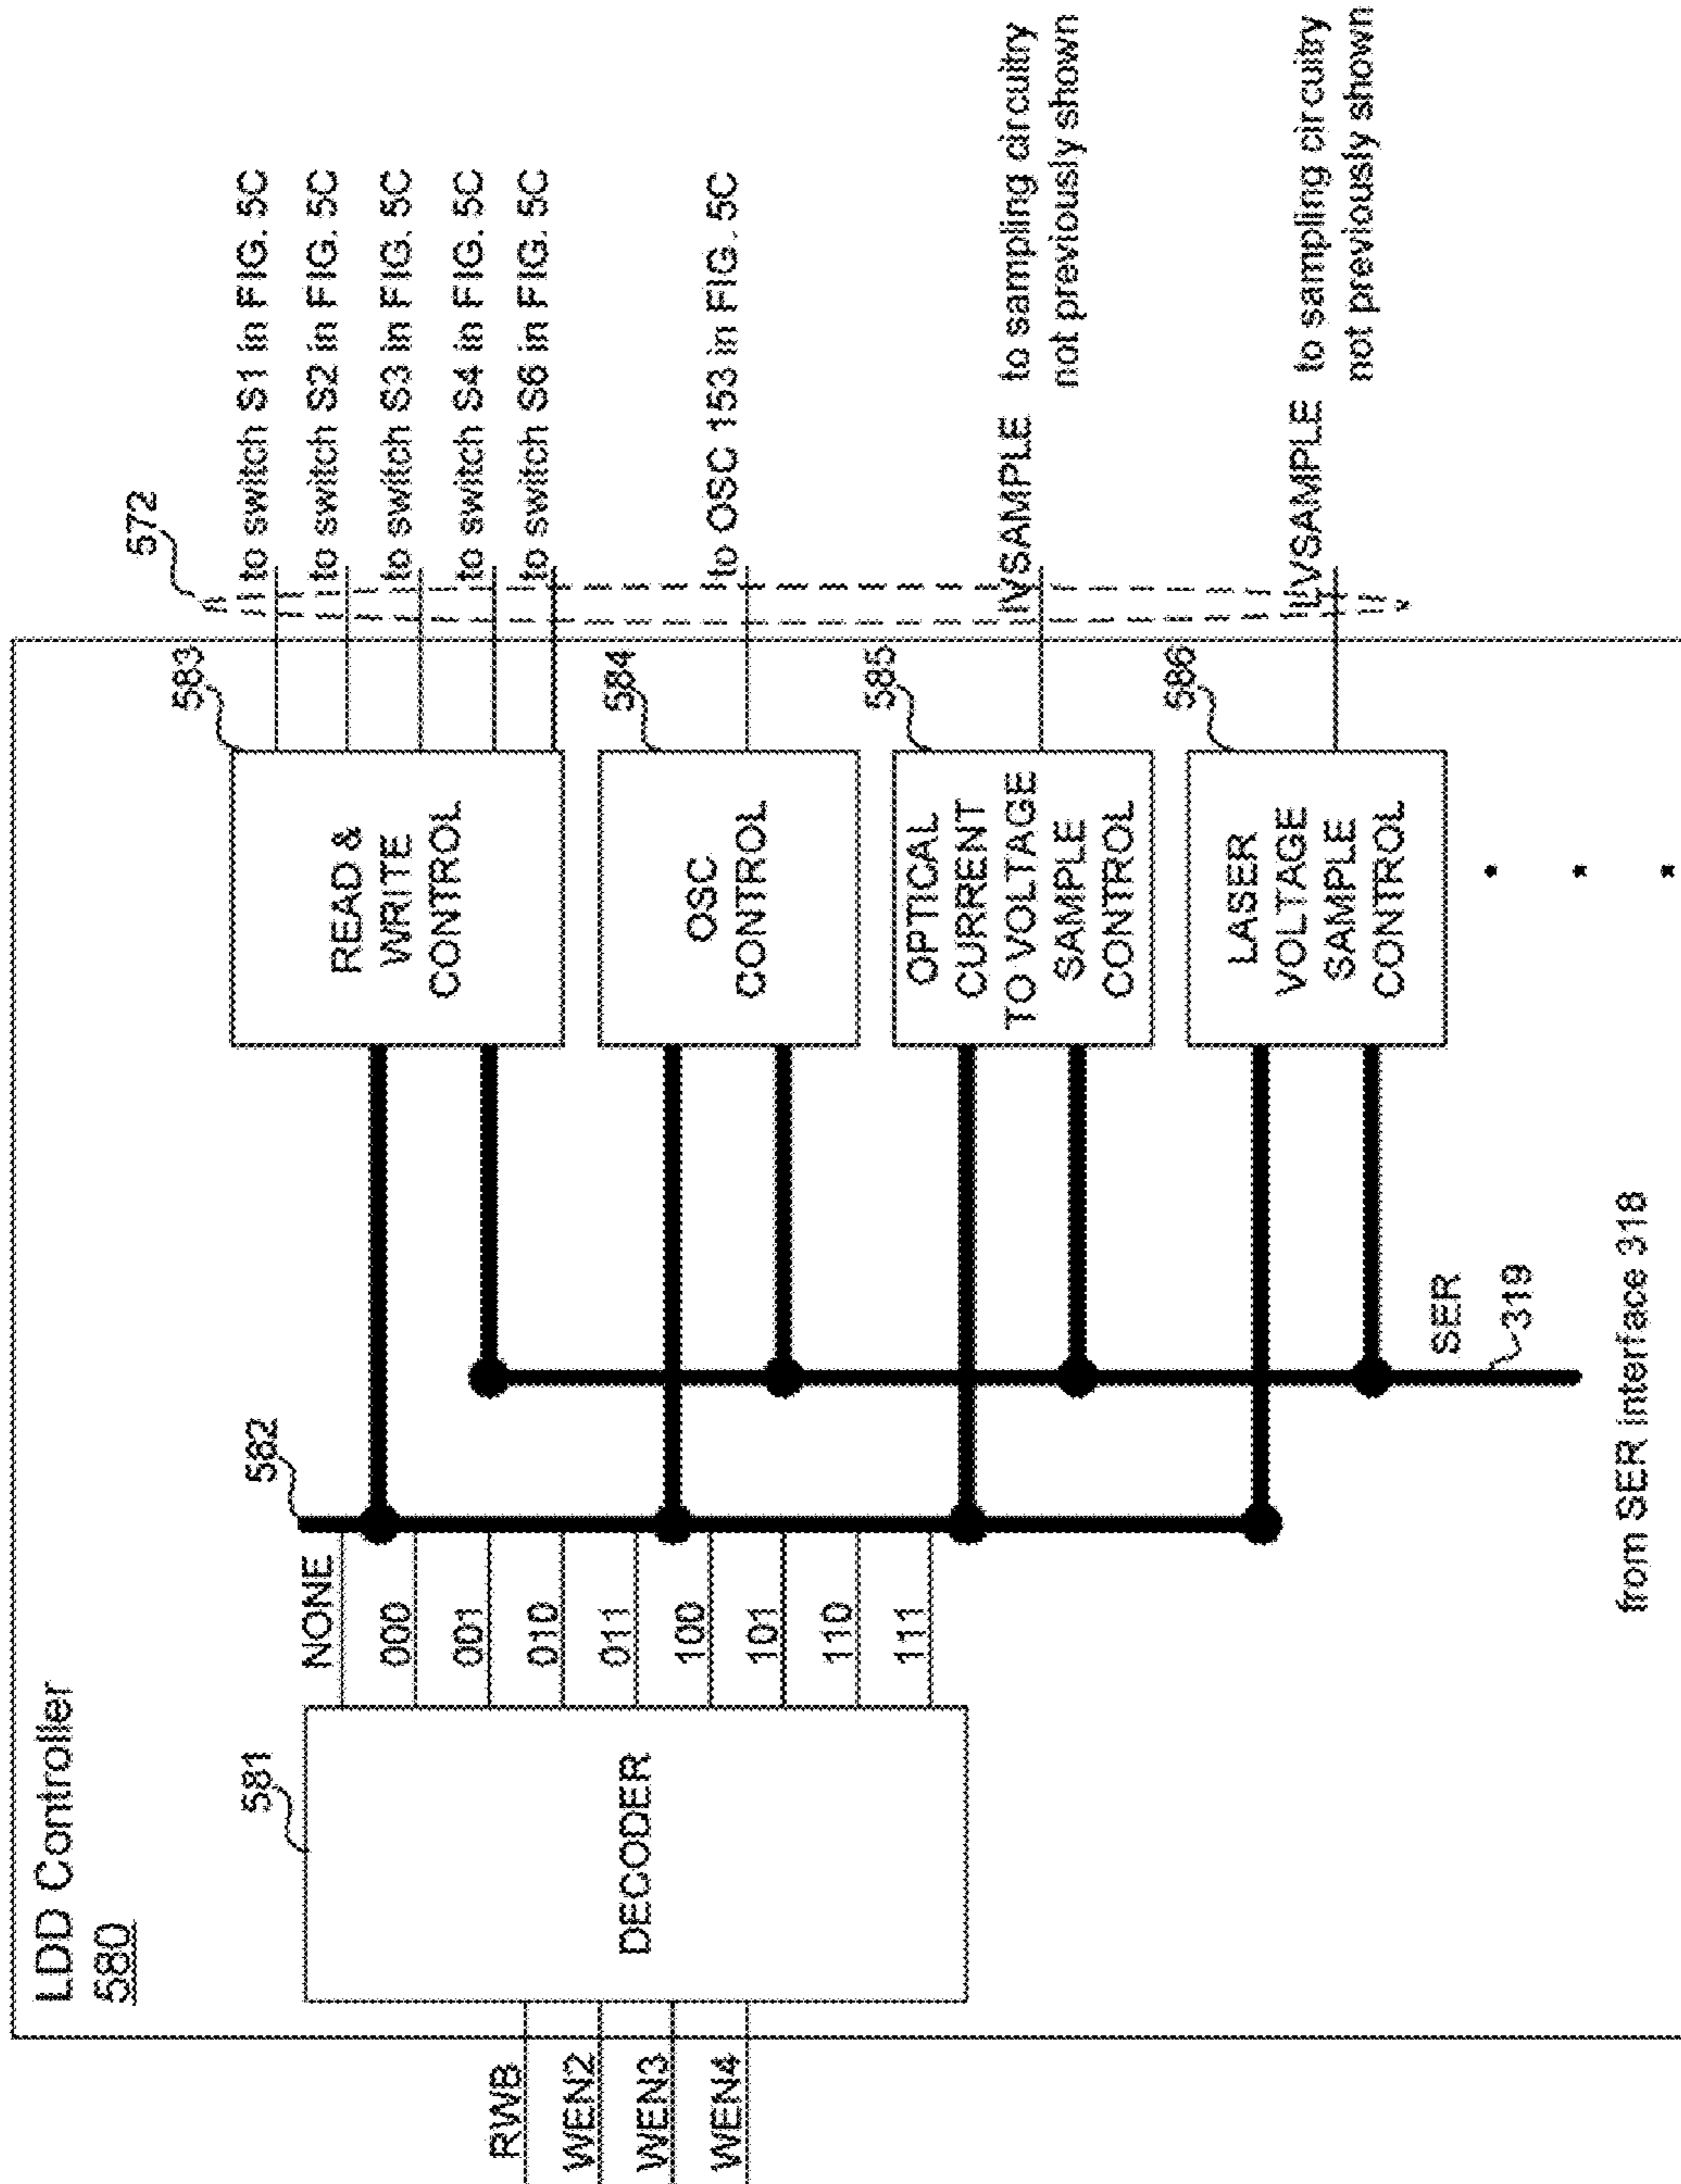 LDD Controller
580
RWB
WEN2
WEN3
WEN4
581
DECODER
NONE
000
001
010
011
100
101
110
111
582
SER
319
from SER interface 318
583
READ &
WRITE
CONTROL
584
OSC
CONTROL
585
OPTICAL
CURRENT
TO VOLTAGE
SAMPLE
CONTROL
586
LASER
VOLTAGE
SAMPLE
CONTROL
572
to switch S1 in FIG. 5C
to switch S2 in FIG. 5C
to switch S3 in FIG. 5C
to switch S4 in FIG. 5C
to switch S6 in FIG. 5C
to OSC 153 in FIG. 5C
to sampling circuitry
not previously shown
to sampling circuitry
not previously shown